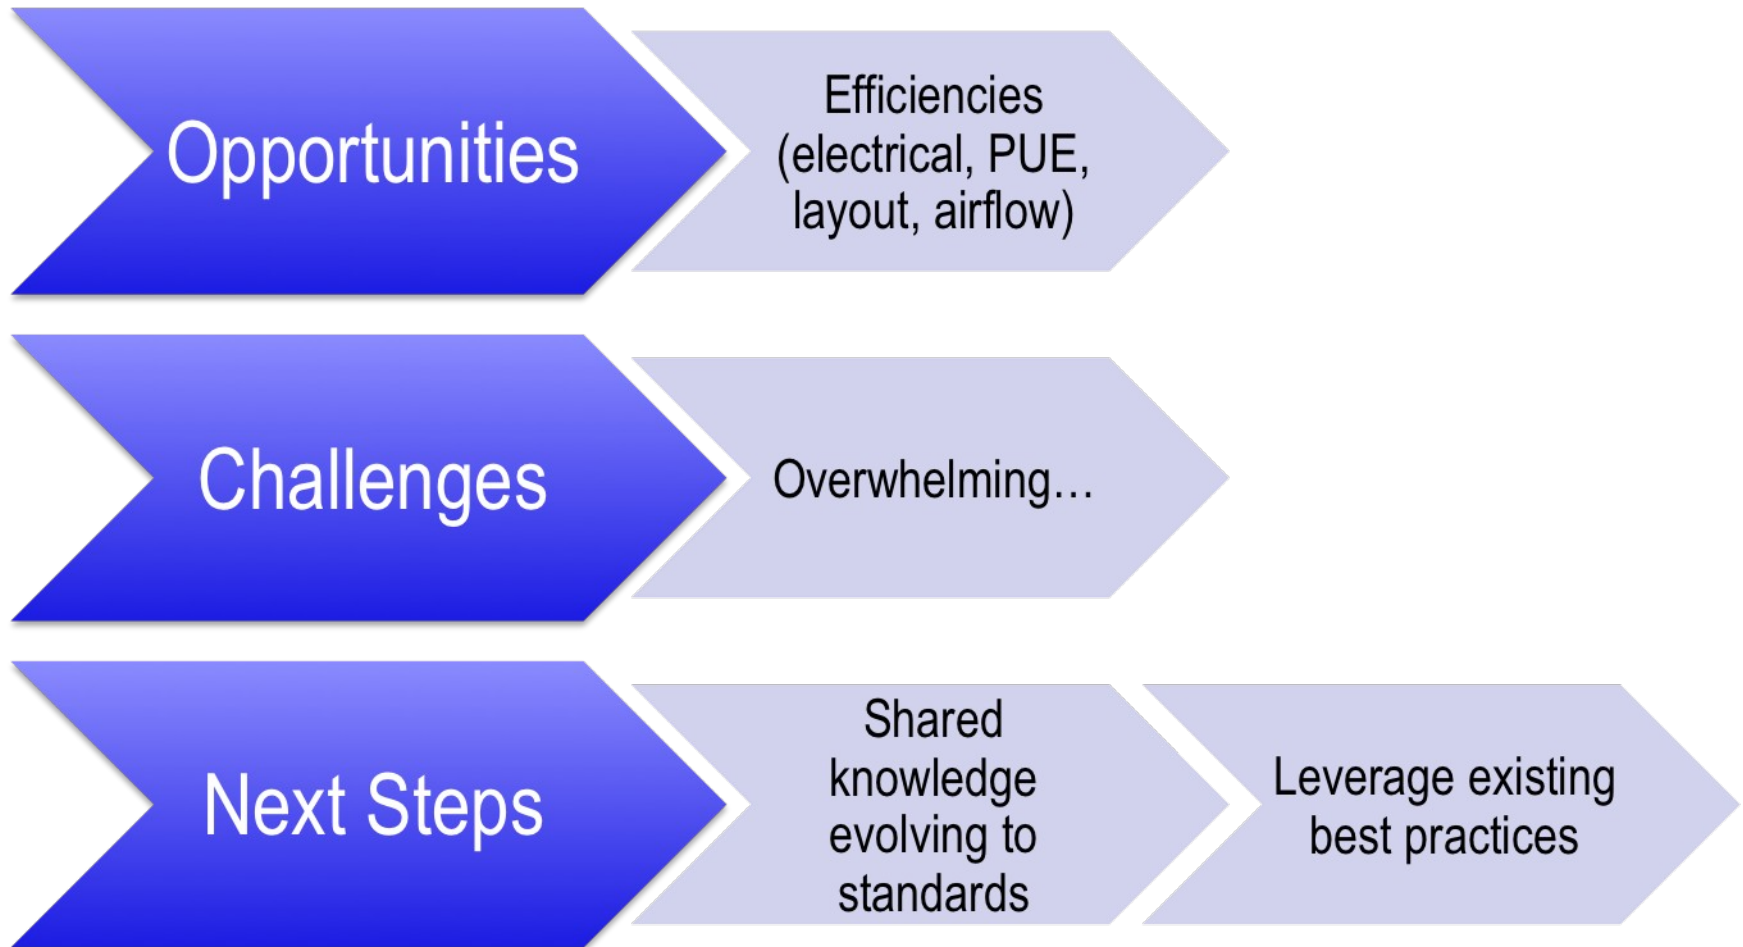 Opportunities
Efficiencies
(electrical, PUE,
layout, airflow)
Challenges
Overwhelming…
Next Steps
Shared
knowledge
evolving to
standards
Leverage existing
best practices